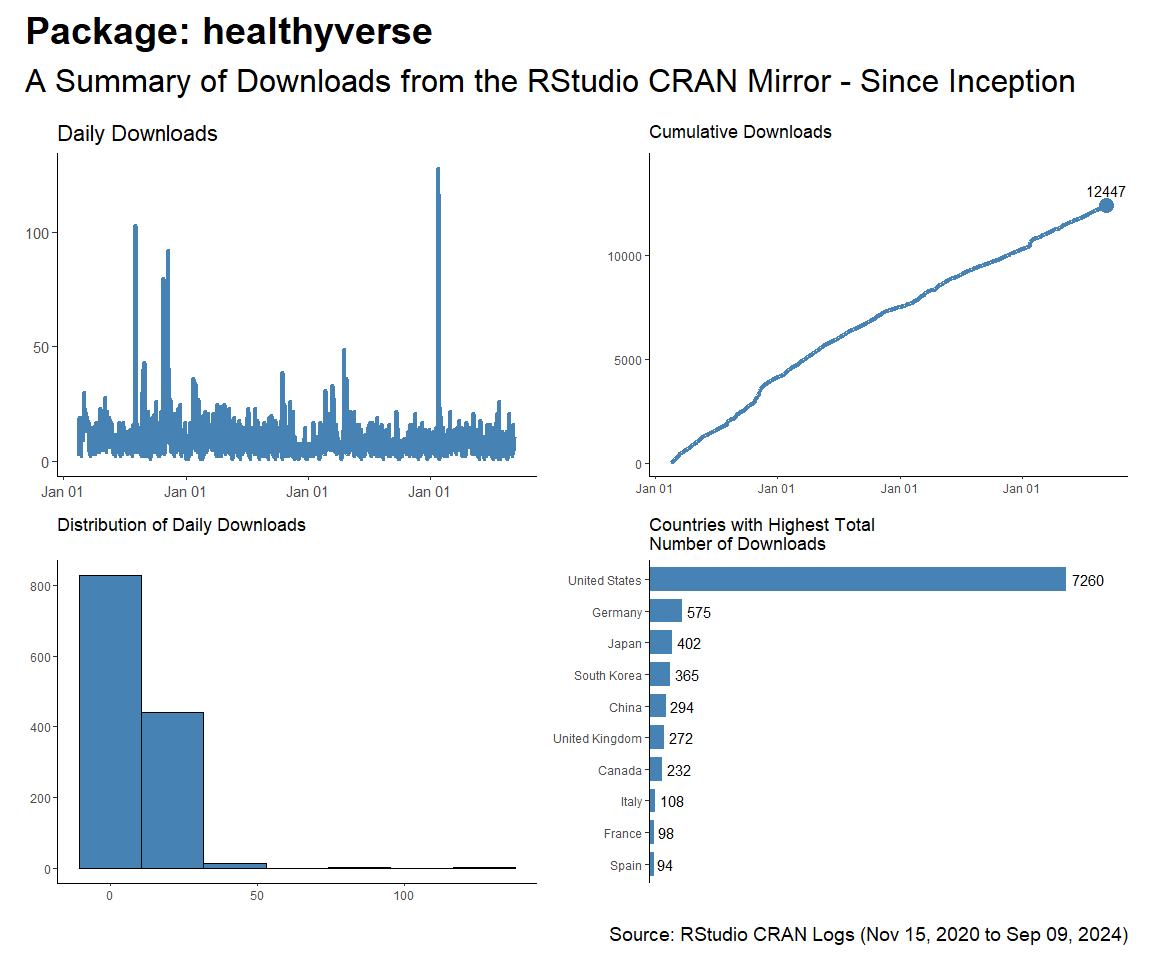 Package: healthyverse
A Summary of Downloads from the RStudio CRAN Mirror - Since Inception
Daily Downloads
100
50
0
Jan 01 Jan 01 Jan 01 Jan 01
Cumulative Downloads
12447
10000
5000
0
Jan 01 Jan 01 Jan 01 Jan 01
Distribution of Daily Downloads
800
600
400
200
0
0 50 100
Countries with Highest Total
Number of Downloads
United States 7260
Germany 575
Japan 402
South Korea 365
China 294
United Kingdom 272
Canada 232
Italy 108
France 98
Spain 94
Source: RStudio CRAN Logs (Nov 15, 2020 to Sep 09, 2024)